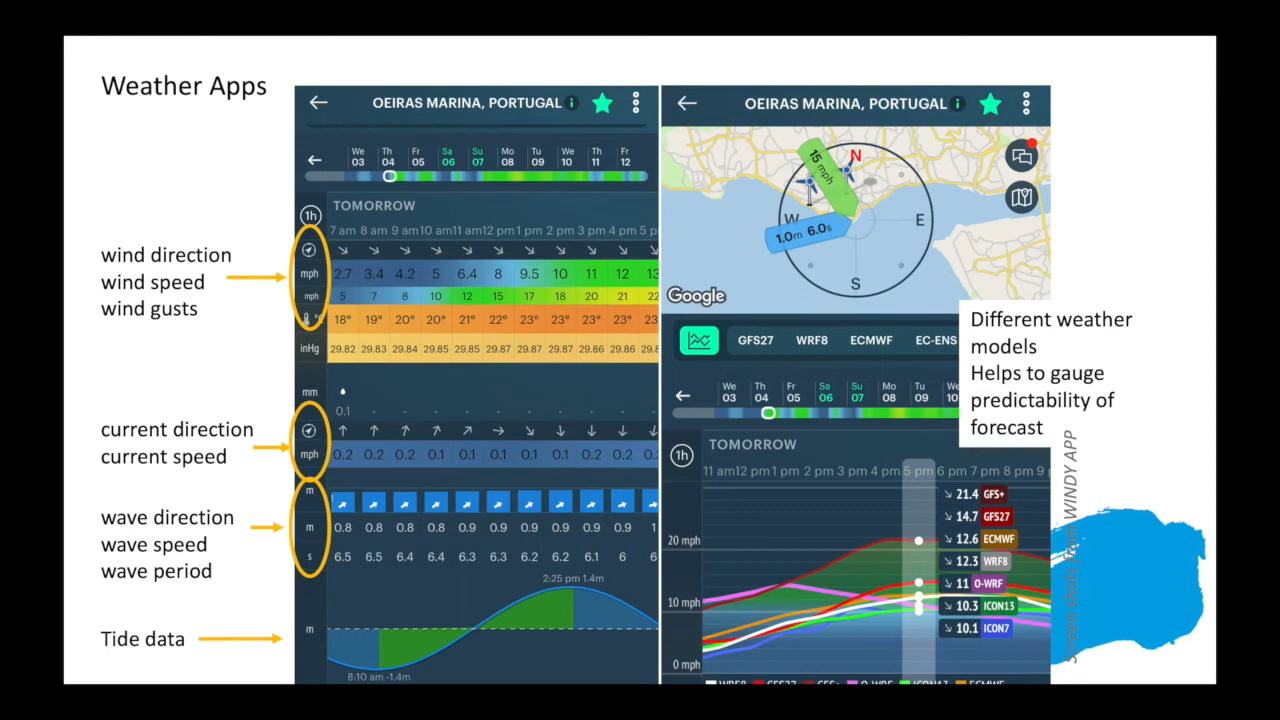 Weather Apps
OEIRAS MARINA, PORTUGAL i
We Th Fr Sa Su Mo Tu We Th Fr
03 04 05 06 07 08 09 10 11 12
1h
TOMORROW
7 am 8 am 9 am 10 am 11 am 12 pm 1 pm 2 pm 3 pm 4 pm 5 p
wind direction
wind speed
wind gusts
mph 2.7 3.4 4.2 5 6.4 8 9.5 10 11 12 13
mph 5 7 8 10 12 15 17 18 20 21 22
18° 19° 20° 20° 21° 22° 23° 23° 23° 23° 23
inHg 29.82 29.83 29.84 29.85 29.85 29.87 29.87 29.87 29.86 29.86 29.8
mm
0.1 - - - - - - - - - -
current direction
current speed
mph 0.2 0.2 0.2 0.1 0.1 0.1 0.1 0.1 0.2 0.2
wave direction
wave speed
wave period
m
m 0.8 0.8 0.8 0.8 0.9 0.9 0.9 0.9 0.9 0.9 1
s 6.5 6.5 6.4 6.4 6.3 6.3 6.2 6.2 6.1 6 6
2:25 pm 1.4m
Tide data
m
8:10 am -1.4m
OEIRAS MARINA, PORTUGAL i
N
15 mph
W
E
1.0m 6.0s
S
Google
GFS27 WRF8 ECMWF EC-ENS
Different weather
models
Helps to gauge
predictability of
forecast
We Th Fr Sa Su Mo Tu We
03 04 05 06 07 08 09 10
1h
TOMORROW
11 am 12 pm 1 pm 2 pm 3 pm 4 pm 5 pm 6 pm 7 pm 8 pm 9 p
21.4 GFS+
14.7 GFS27
12.6 ECMWF
12.3 WRF8
11 O-WRF
10.3 ICON13
10.1 ICON7
20 mph
10 mph
0 mph
WRF8 GFS27 GFS+ O-WRF ICON13 ECMWF
Screen shots from WINDY APP